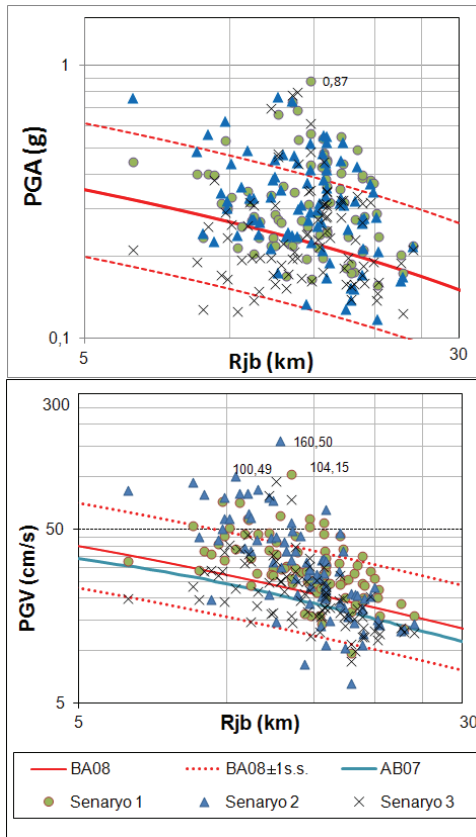 1
0,87
PGA (g)
0,1
5
Rjb (km)
30
300
160,50
100,49
104,15
50
PGV (cm/s)
5
5
Rjb (km)
30
BA08
BA08±1s.s.
AB07
Senaryo 1
Senaryo 2
Senaryo 3